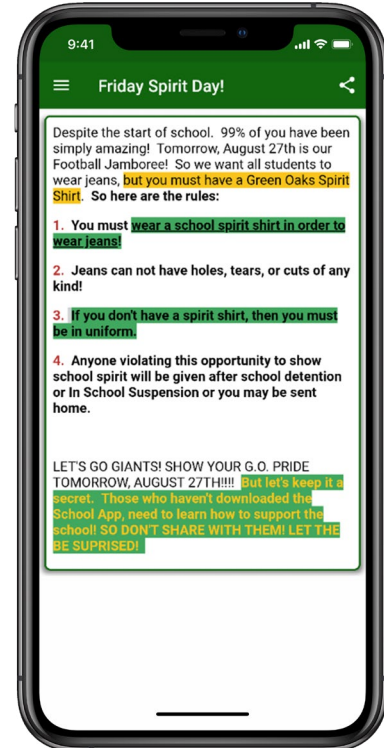 9:41
Friday Spirit Day!
Despite the start of school.  99% of you have been
simply amazing!  Tomorrow, August 27th is our
Football Jamboree!  So we want all students to
wear jeans, but you must have a Green Oaks Spirit
Shirt.  So here are the rules:
1.  You must wear a school spirit shirt in order to
wear jeans!
2.  Jeans can not have holes, tears, or cuts of any
kind!
3.  If you don't have a spirit shirt, then you must
be in uniform.
4.  Anyone violating this opportunity to show
school spirit will be given after school detention
or In School Suspension or you may be sent
home.
LET'S GO GIANTS! SHOW YOUR G.O. PRIDE
TOMORROW, AUGUST 27TH!!!!  But let's keep it a
secret.  Those who haven't downloaded the
School App, need to learn how to support the
school! SO DON'T SHARE WITH THEM! LET THE
BE SUPRISED!